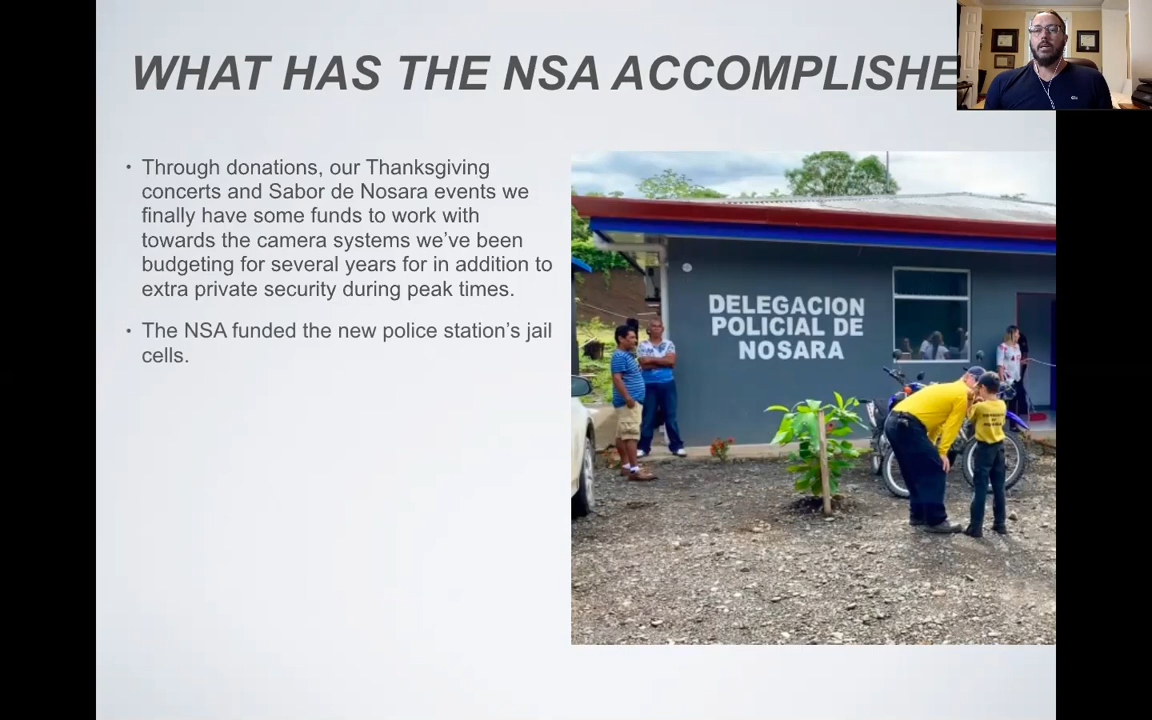 WHAT HAS THE NSA ACCOMPLISHE
Through donations, our Thanksgiving
concerts and Sabor de Nosara events we
finally have some funds to work with
towards the camera systems we've been
budgeting for several years for in addition to
extra private security during peak times.
The NSA funded the new police station's jail
cells.
DELEGACION
POLICIAL DE
NOSARA